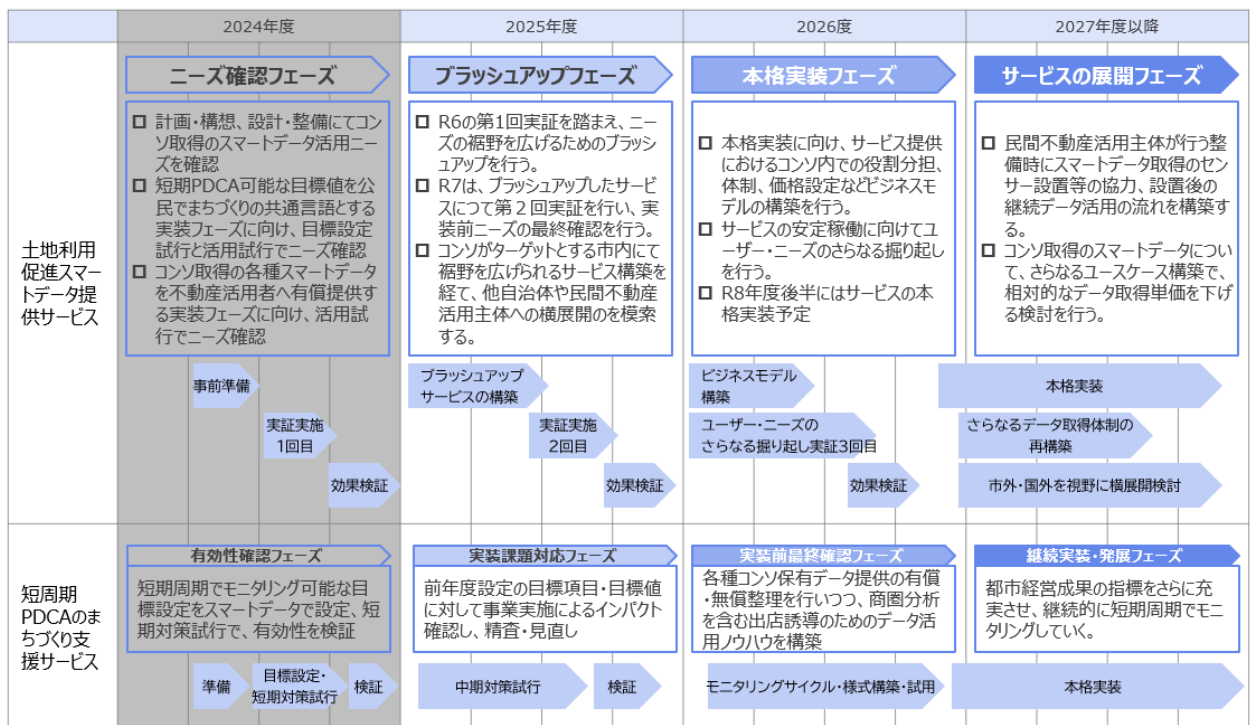 2024年度
2025年度
2026度
2027年度以降
土地利用
促進スマー
トデータ提
供サービス
ニーズ確認フェーズ
□ 計画・構想、設計・整備にてコン
ソ取得のスマートデータ活用ニー
ズを確認
□ 短期PDCA可能な目標値を公
民でまちづくりの共通言語とする
実装フェーズに向け、目標設定
試行と活用試行でニーズ確認
□ コンソ取得の各種スマートデータ
を不動産活用者へ有償提供す
る実装フェーズに向け、活用試
行でニーズ確認
事前準備
実証実施
1回目
効果検証
ブラッシュアップフェーズ
□ R6の第1回実証を踏まえ、ニー
ズの裾野を広げるためのブラッ
シュアップを行う。
□ R7は、ブラッシュアップしたサービ
スにつて第2回実証を行い、実
装前ニーズの最終確認を行う。
□ コンソがターゲットとする市内にて
裾野を広げられるサービス構築を
経て、他自治体や民間不動産
活用主体への横展開のを模索
する。
ブラッシュアップ
サービスの構築
実証実施
2回目
効果検証
本格実装フェーズ
□ 本格実装に向け、サービス提供
におけるコンソ内での役割分担、
体制、価格設定などビジネスモ
デルの構築を行う。
□ サービスの安定稼働に向けてユ
ーザー・ニーズのさらなる掘り起こし
を行う。
□ R8年度後半にはサービスの本
格実装予定
ビジネスモデル
構築
ユーザー・ニーズの
さらなる掘り起し実証3回目
効果検証
サービスの展開フェーズ
□ 民間不動産活用主体が行う整
備時にスマートデータ取得のセン
サー設置等の協力、設置後の
継続データ活用の流れを構築す
る。
□ コンソ取得のスマートデータについ
て、さらなるユースケース構築で、
相対的なデータ取得単価を下げ
る検討を行う。
本格実装
さらなるデータ取得体制の
再構築
市外・国外を視野に横展開検討
短周期
PDCAのま
ちづくり支
援サービス
有効性確認フェーズ
短期周期でモニタリング可能な目
標設定をスマートデータで設定、短
期対策試行で、有効性を検証
準備
目標設定・
短期対策試行
検証
実装課題対応フェーズ
前年度設定の目標項目・目標値
に対して事業実施によるインパクト
確認し、精査・見直し
中期対策試行
検証
実装前最終確認フェーズ
各種コンソ保有データ提供の有償
・無償整理を行いつつ、商圏分析
を含む出店誘導のためのデータ活
用ノウハウを構築
モニタリングサイクル・様式構築・試用
継続実装・発展フェーズ
都市経営成果の指標をさらに充
実させ、継続的に短期周期でモニ
タリングしていく。
本格実装